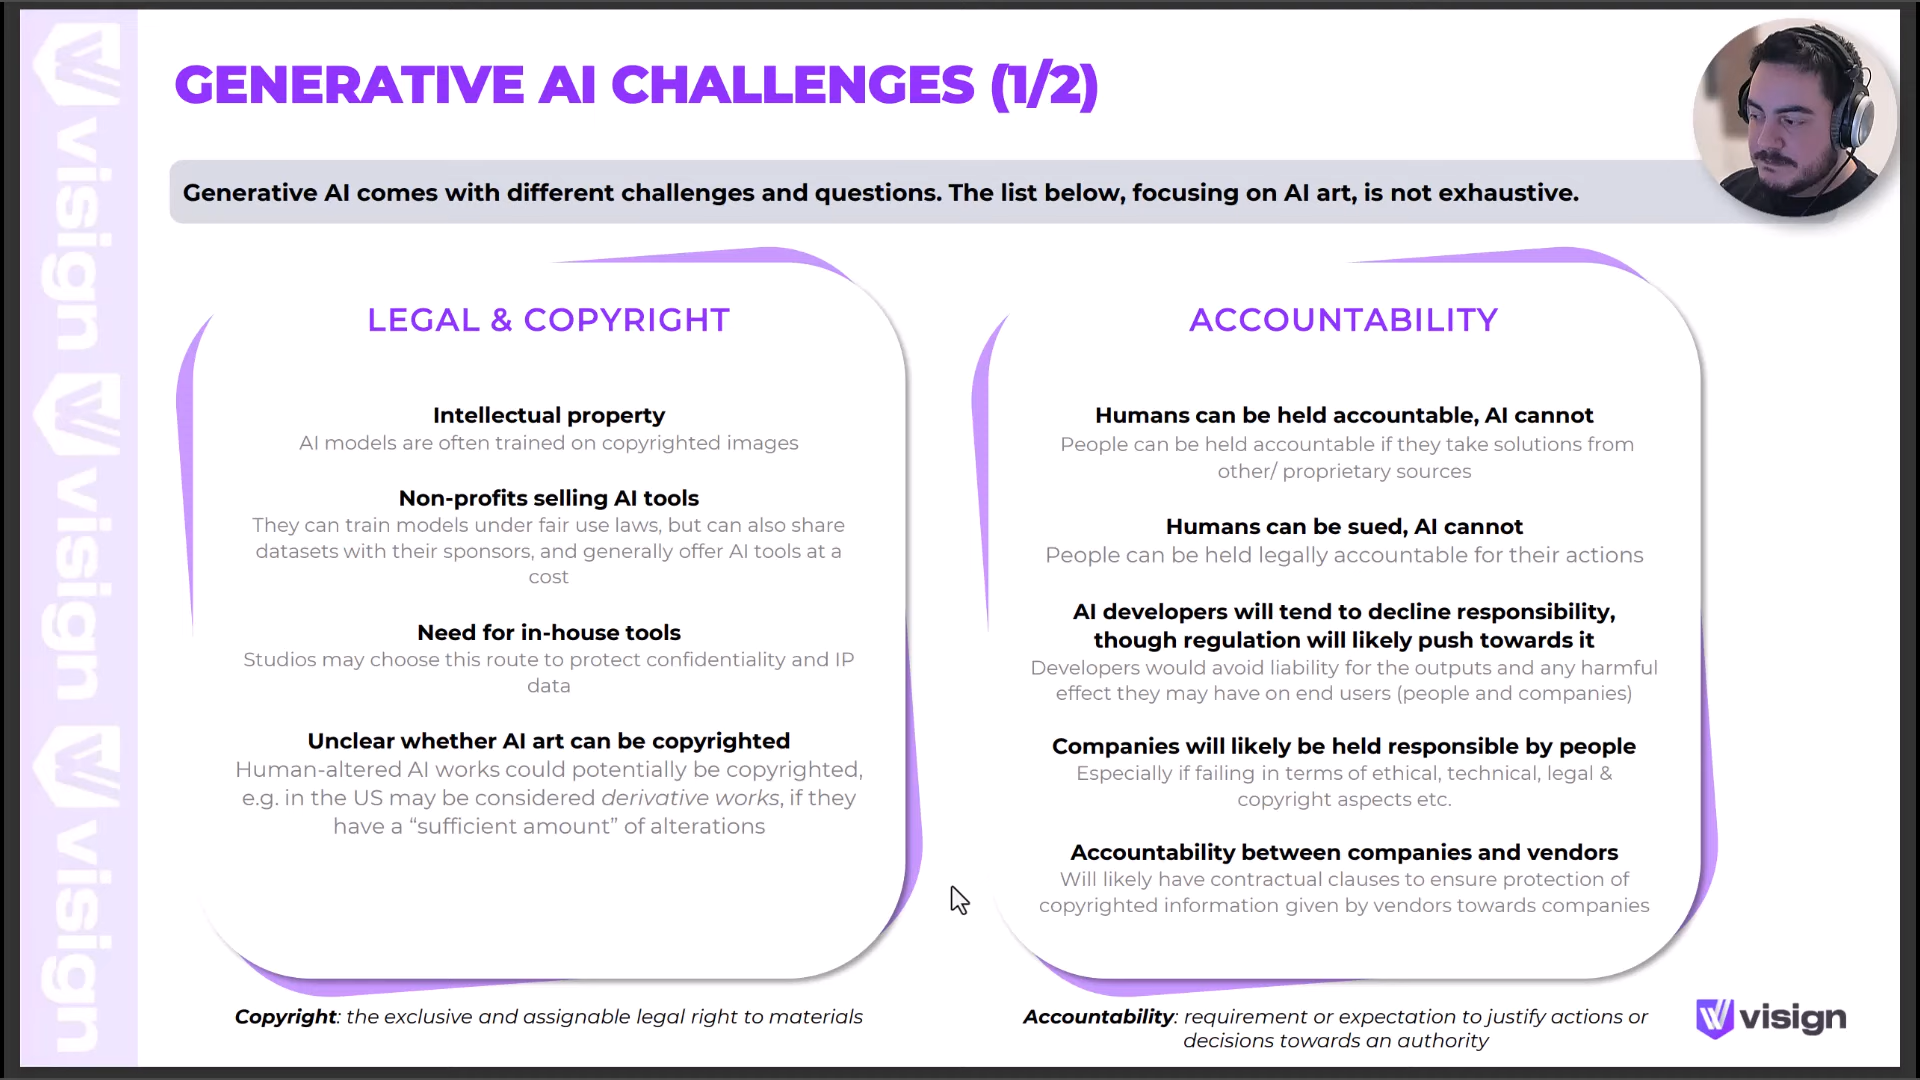 GENERATIVE AI CHALLENGES (1/2)
Generative AI comes with different challenges and questions. The list below, focusing on AI art, is not exhaustive.
LEGAL & COPYRIGHT
Intellectual property
AI models are often trained on copyrighted images
Non-profits selling AI tools
They can train models under fair use laws, but can also share
datasets with their sponsors, and generally offer AI tools at a
cost
Need for in-house tools
Studios may choose this route to protect confidentiality and IP
data
Unclear whether AI art can be copyrighted
Human-altered AI works could potentially be copyrighted,
e.g. in the US may be considered derivative works, if they
have a “sufficient amount” of alterations
Copyright: the exclusive and assignable legal right to materials
ACCOUNTABILITY
Humans can be held accountable, AI cannot
People can be held accountable if they take solutions from
other/ proprietary sources
Humans can be sued, AI cannot
People can be held legally accountable for their actions
AI developers will tend to decline responsibility,
though regulation will likely push towards it
Developers would avoid liability for the outputs and any harmful
effect they may have on end users (people and companies)
Companies will likely be held responsible by people
Especially if failing in terms of ethical, technical, legal &
copyright aspects etc.
Accountability between companies and vendors
Will likely have contractual clauses to ensure protection of
copyrighted information given by vendors towards companies
Accountability: requirement or expectation to justify actions or
decisions towards an authority
visign
visign
visign
visign